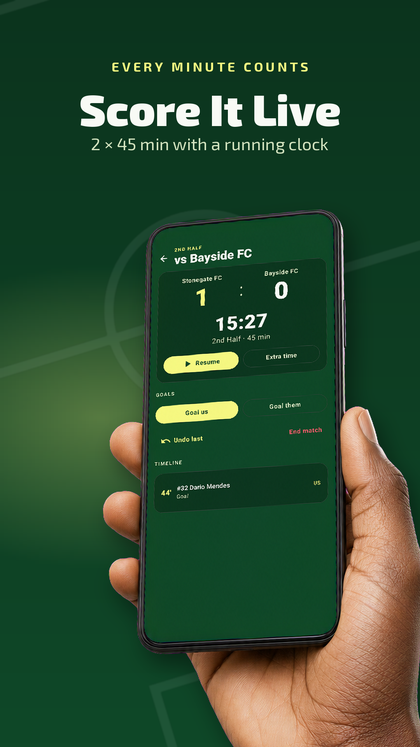 EVERY MINUTE COUNTS
Score It Live
2 × 45 min with a running clock
2ND HALF
vs Bayside FC
Stonegate FC
Bayside FC
1 : 0
15:27
2nd Half · 45 min
Resume
Extra time
GOALS
Goal us
Goal them
Undo last
End match
TIMELINE
44' #32 Dario Mendes US
Goal